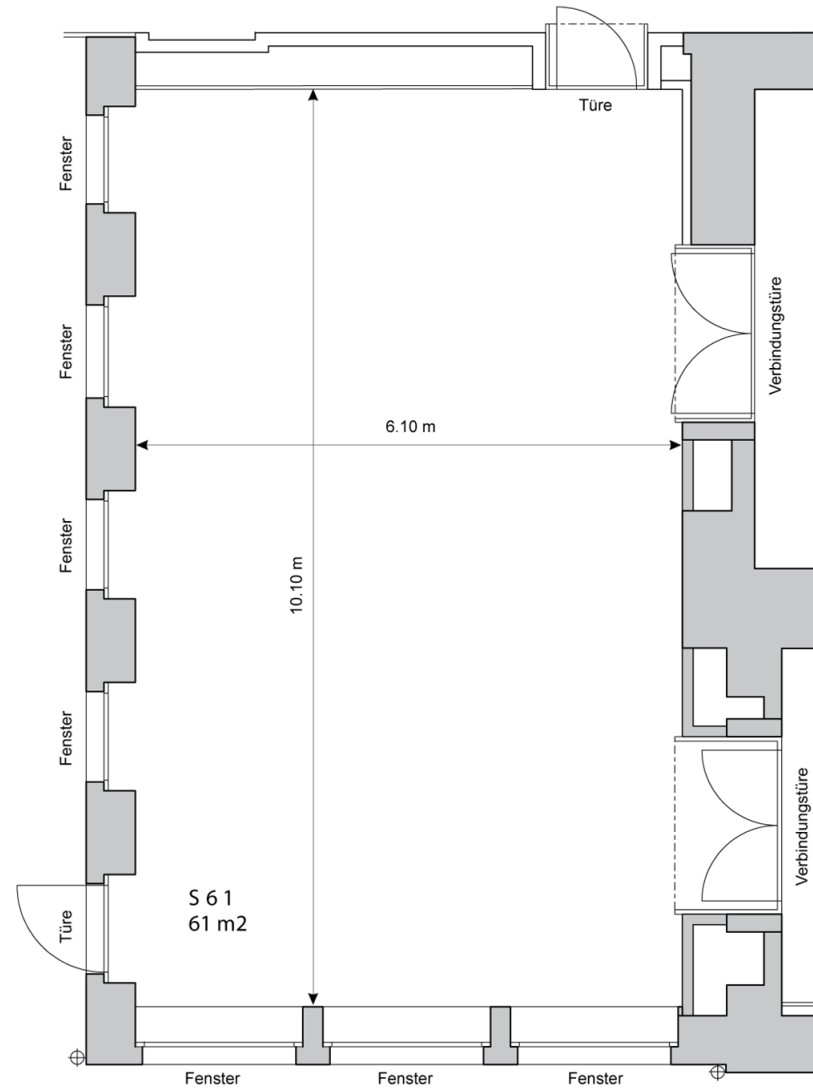 Türe
Fenster
Verbindungstüre
Fenster
6.10 m
Fenster
10.10 m
Fenster
Verbindungstüre
S 6 1
61 m2
Türe
Fenster
Fenster
Fenster